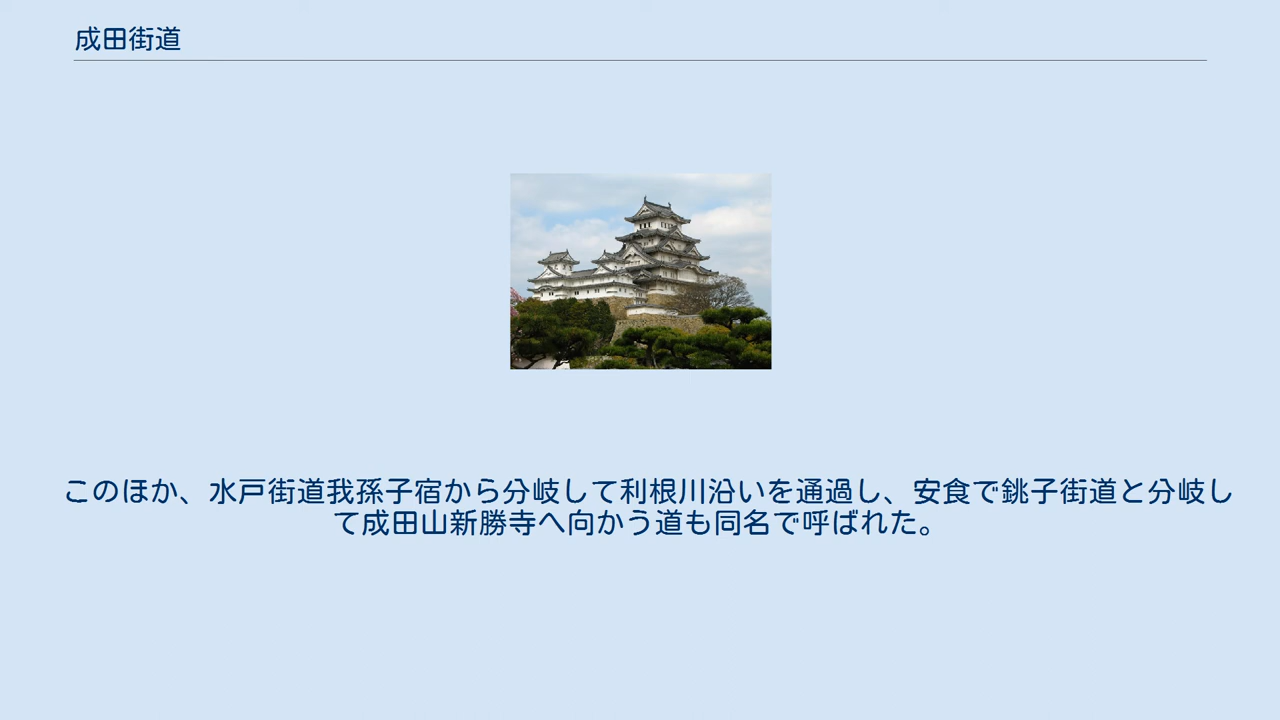 成田街道
このほか、水戸街道我孫子宿から分岐して利根川沿いを通過し、安食で銚子街道と分岐し
て成田山新勝寺へ向かう道も同名で呼ばれた。